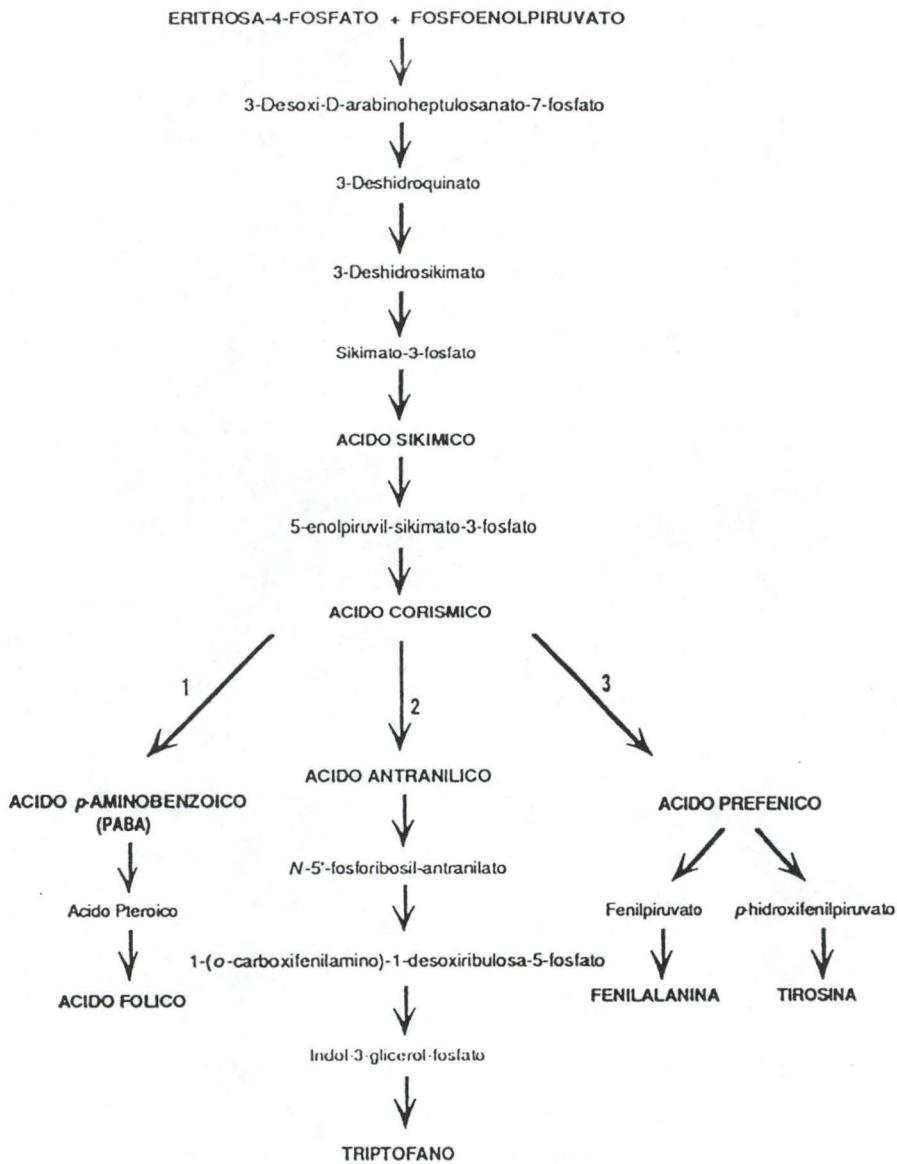 ERITROSA-4-FOSFATO + FOSFOENOLPIRUVATO
3-Desoxi-D-arabinoheptulosanato-7-fosfato
3-Deshidroquinato
3-Deshidrosikimato
Sikimato-3-fosfato
ACIDO SIKIMICO
5-enolpiruvil-sikimato-3-fosfato
ACIDO CORISMICO
1
2
3
ACIDO p-AMINOBENZOICO
(PABA)
Acido Pteroico
ACIDO FOLICO
ACIDO ANTRANILICO
N-5'-fosforibosil-antranilato
1-(o-carboxifenilamino)-1-desoxiribulosa-5-fosfato
Indol-3-glicerol-fosfato
TRIPTOFANO
ACIDO PREFENICO
Fenilpiruvato
p-hidroxifenilpiruvato
FENILALANINA
TIROSINA